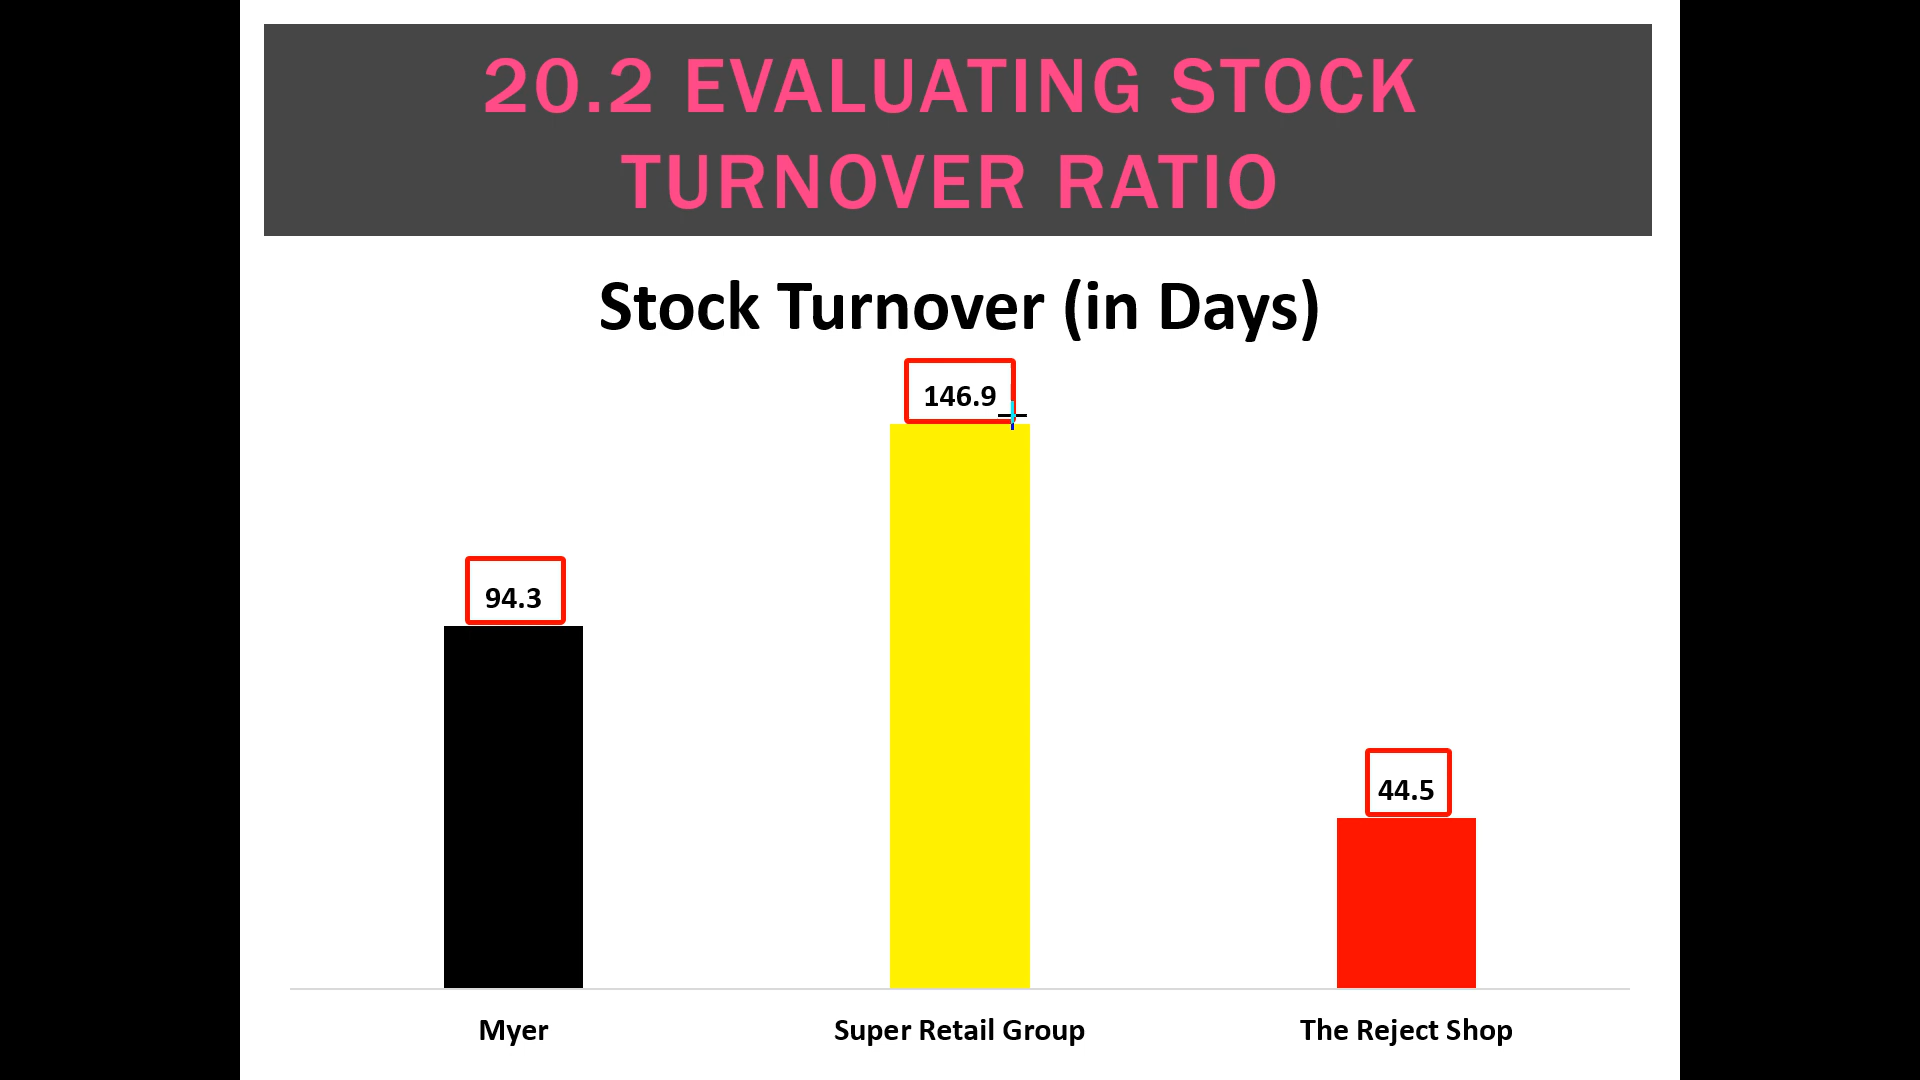 20.2 EVALUATING STOCK
TURNOVER RATIO
Stock Turnover (in Days)
146.9
94.3
44.5
Myer
Super Retail Group
The Reject Shop